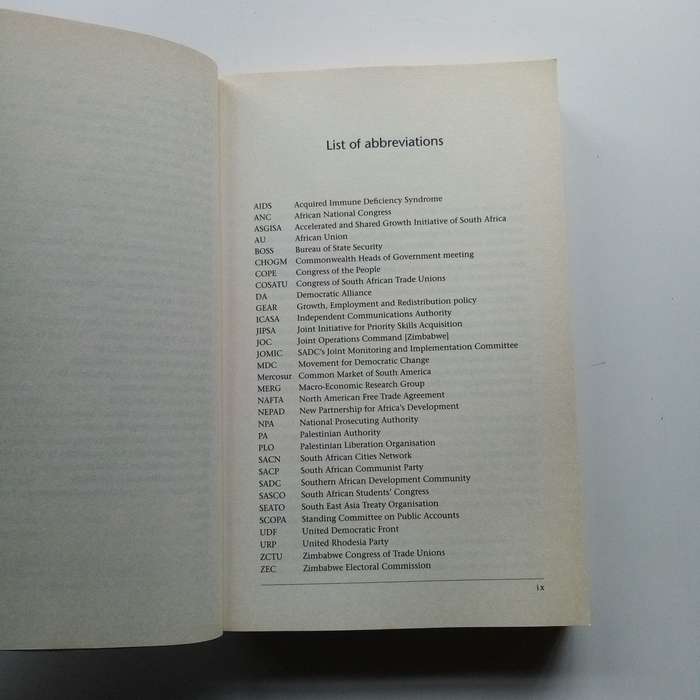 List of abbreviations
AIDS Acquired Immune Deficiency Syndrome
ANC African National Congress
ASGISA Accelerated and Shared Growth Initiative of South Africa
AU African Union
BOSS Bureau of State Security
CHOGM Commonwealth Heads of Government meeting
COPE Congress of the People
COSATU Congress of South African Trade Unions
DA Democratic Alliance
GEAR Growth, Employment and Redistribution policy
ICASA Independent Communications Authority
JIPSA Joint Initiative for Priority Skills Acquisition
JOC Joint Operations Command [Zimbabwe]
JOMIC SADC's Joint Monitoring and Implementation Committee
MDC Movement for Democratic Change
Mercosur Common Market of South America
MERG Macro-Economic Research Group
NAFTA North American Free Trade Agreement
NEPAD New Partnership for Africa's Development
NPA National Prosecuting Authority
PA Palestinian Authority
PLO Palestinian Liberation Organisation
SACN South African Cities Network
SACP South African Communist Party
SADC Southern African Development Community
SASCO South African Students' Congress
SEATO South East Asia Treaty Organisation
SCOPA Standing Committee on Public Accounts
UDF United Democratic Front
URP United Rhodesia Party
ZCTU Zimbabwe Congress of Trade Unions
ZEC Zimbabwe Electoral Commission
ix